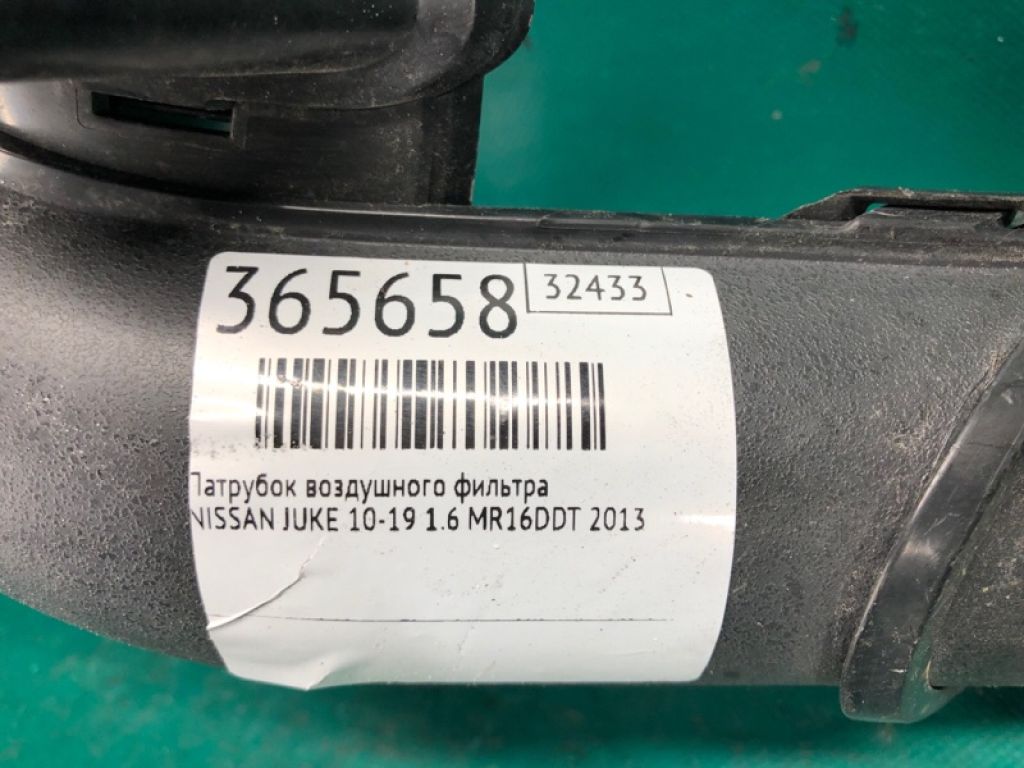 365658
32433
Патрубок воздушного фильтра
NISSAN JUKE 10-19 1.6 MR16DDT 2013